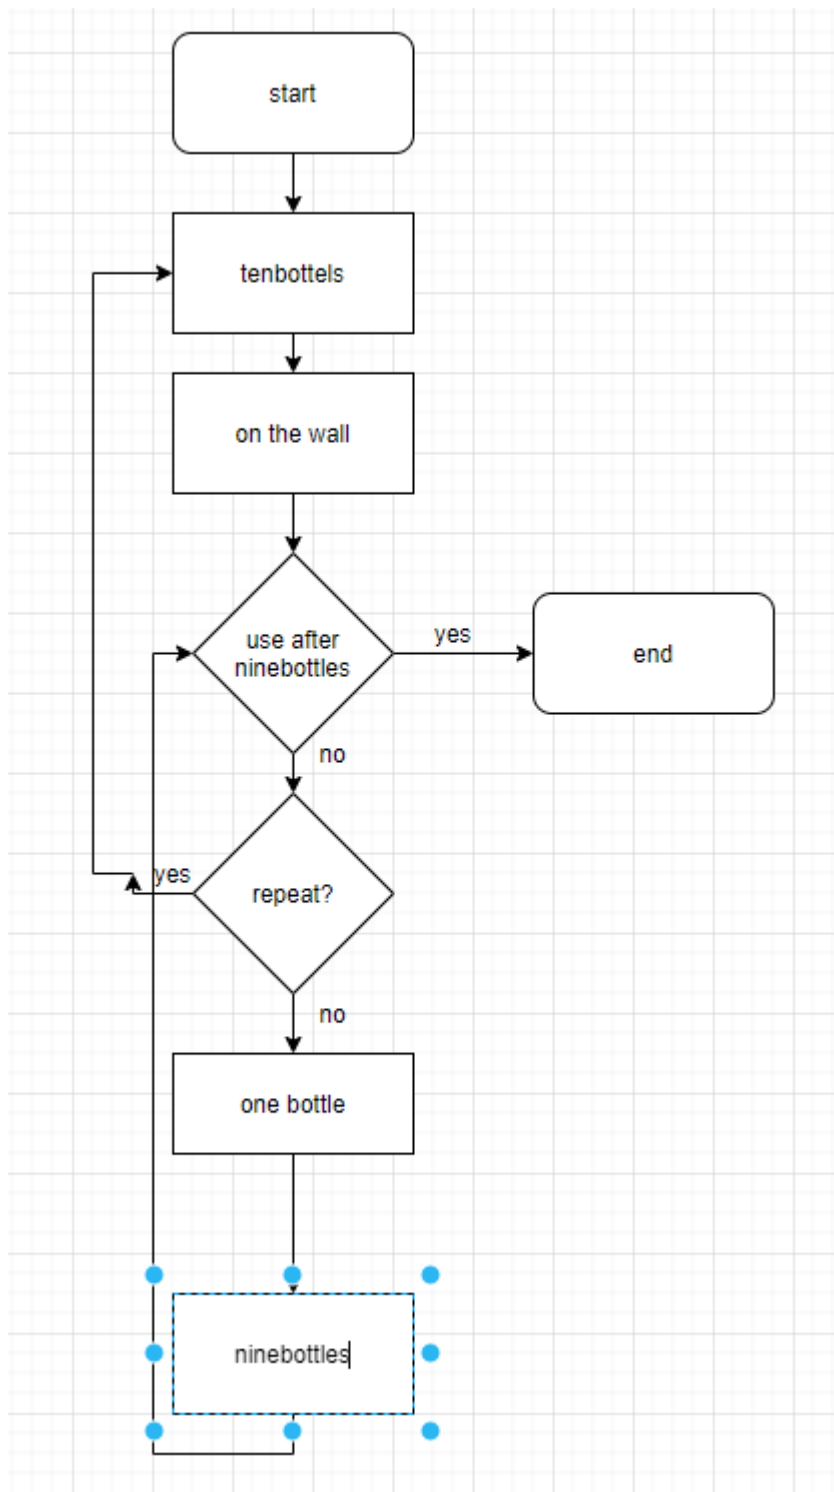 start
tenbottels
on the wall
use after
ninebottles
yes
end
no
yes
repeat?
no
one bottle
ninebottles